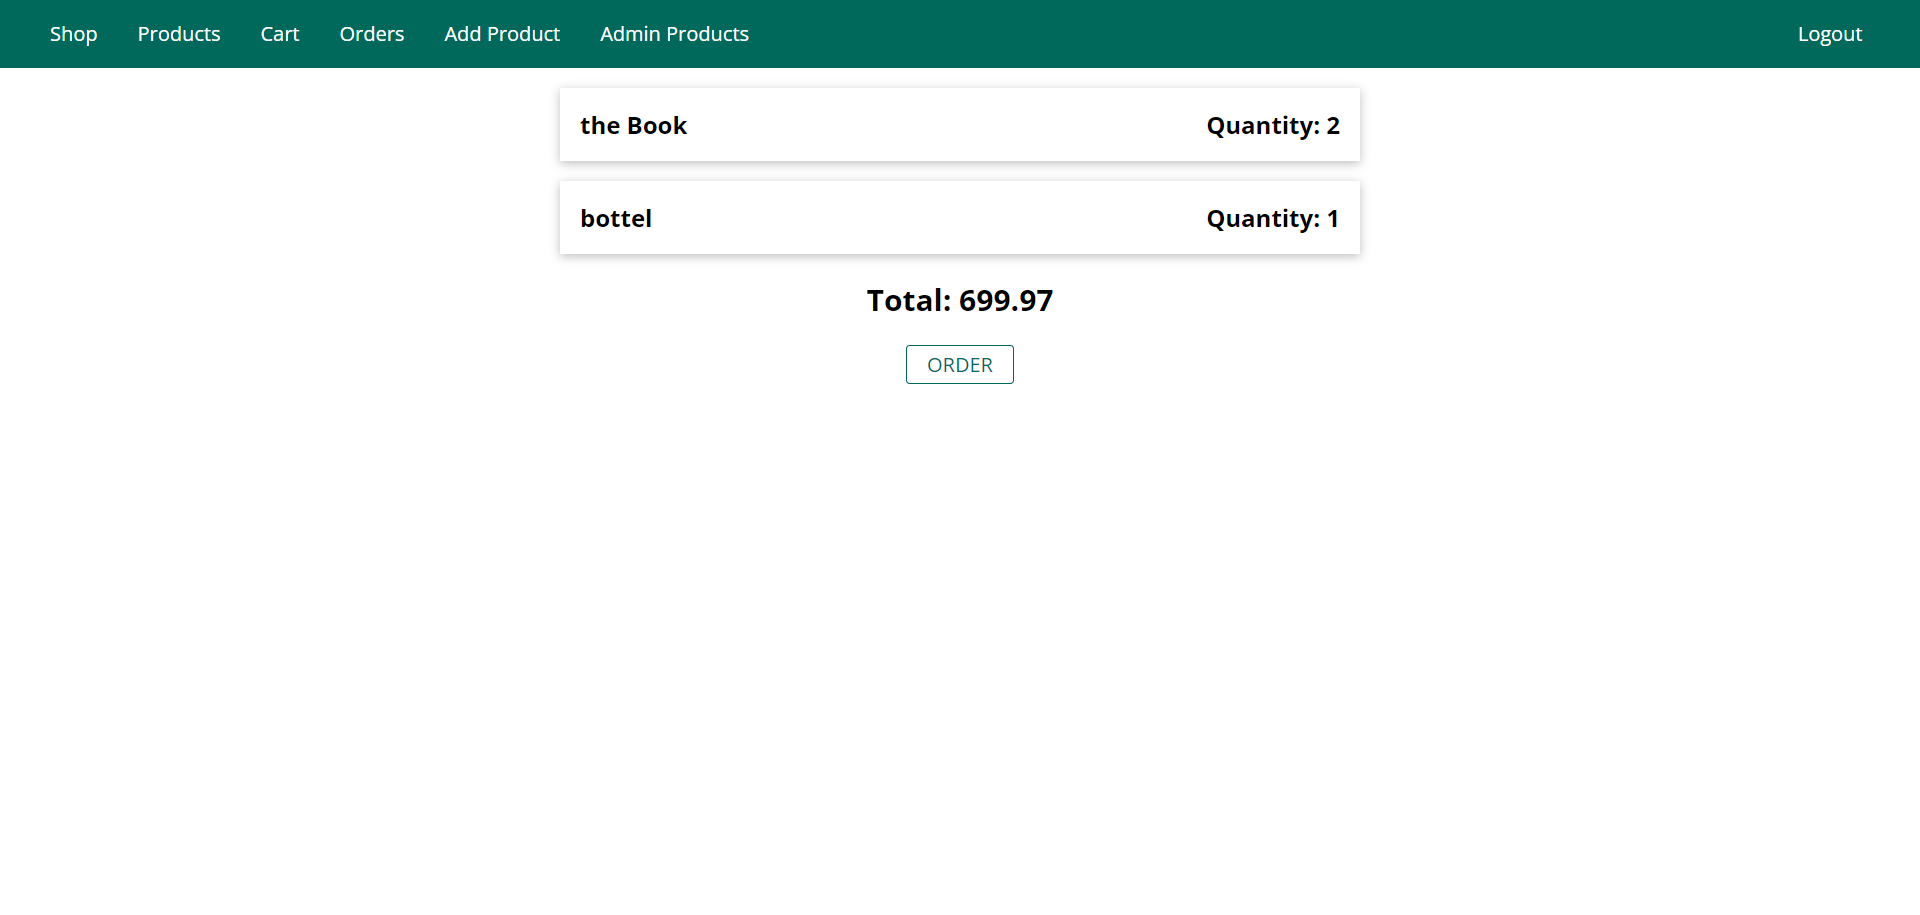 Shop Products Cart Orders Add Product Admin Products Logout
the Book Quantity: 2
bottel Quantity: 1
Total: 699.97
ORDER